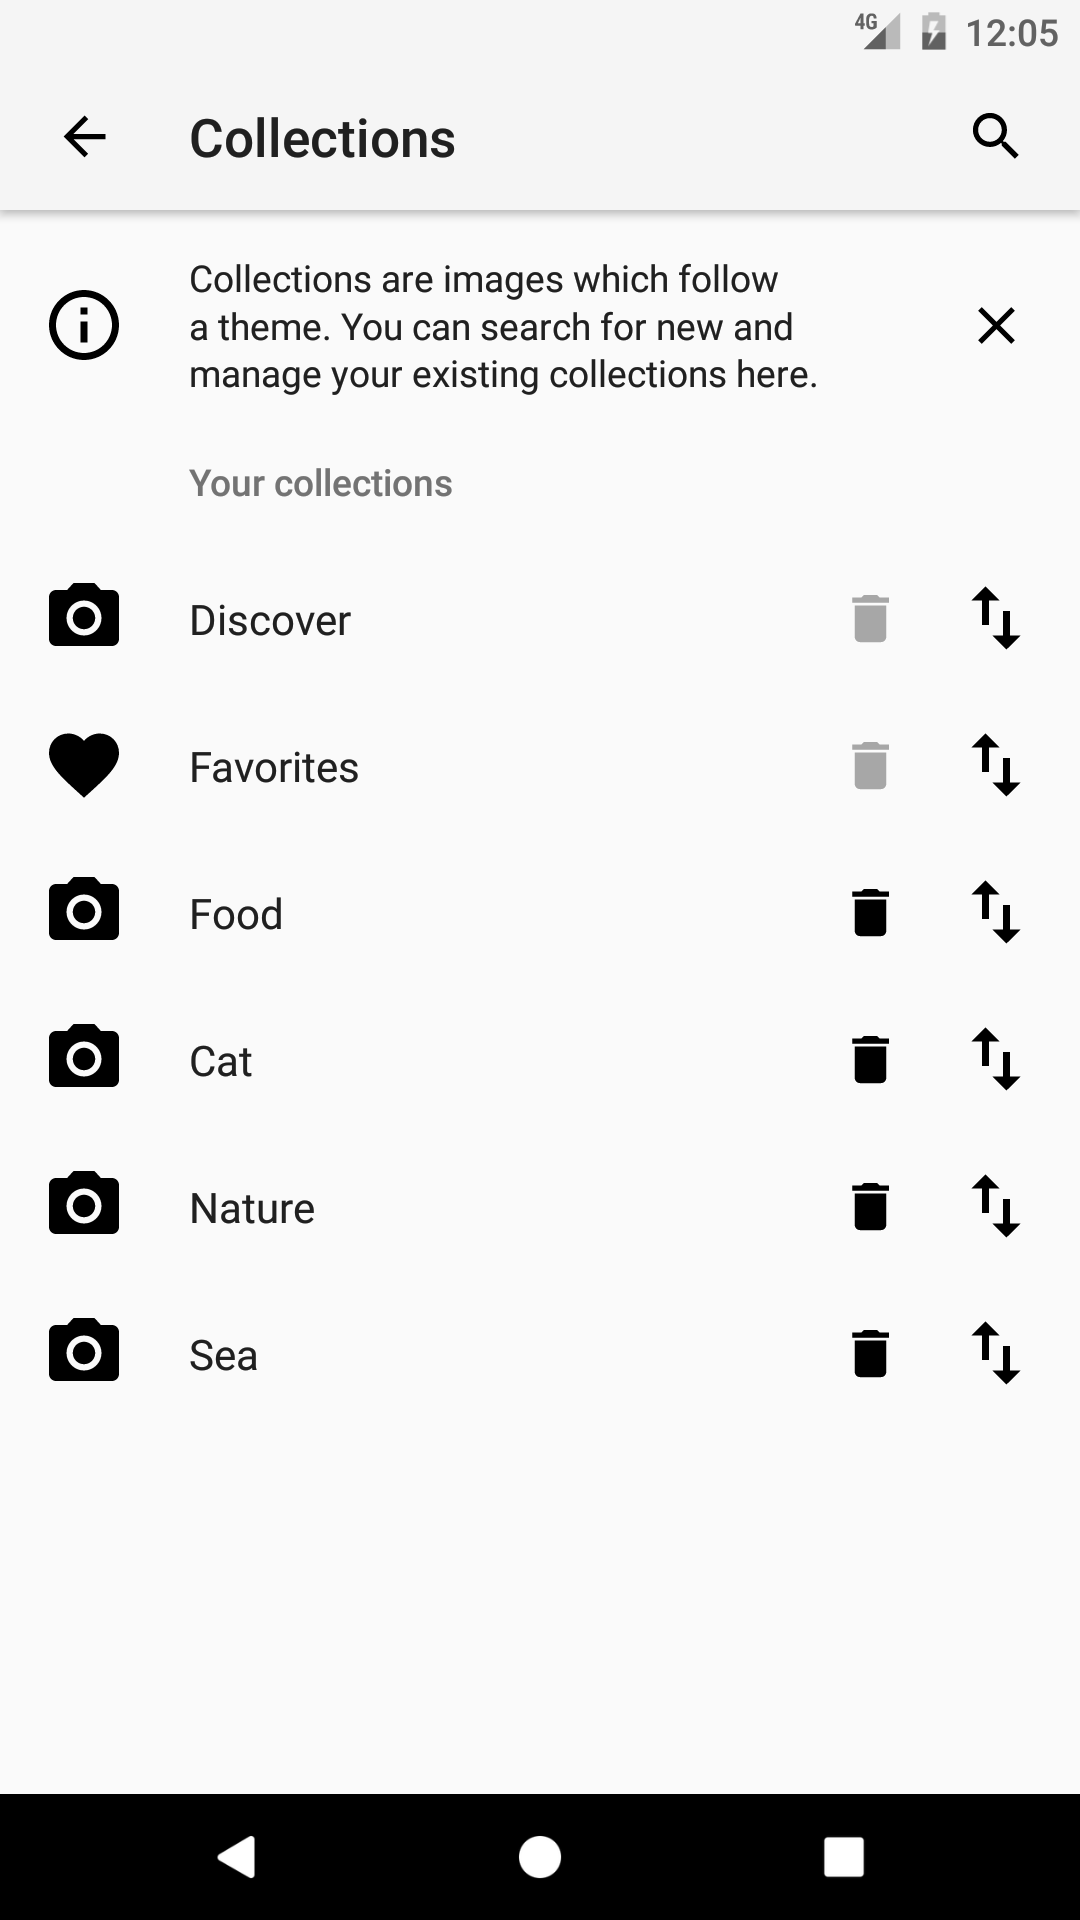 4G 12:05
Collections
Collections are images which follow
a theme. You can search for new and
manage your existing collections here.
Your collections
Discover
Favorites
Food
Cat
Nature
Sea